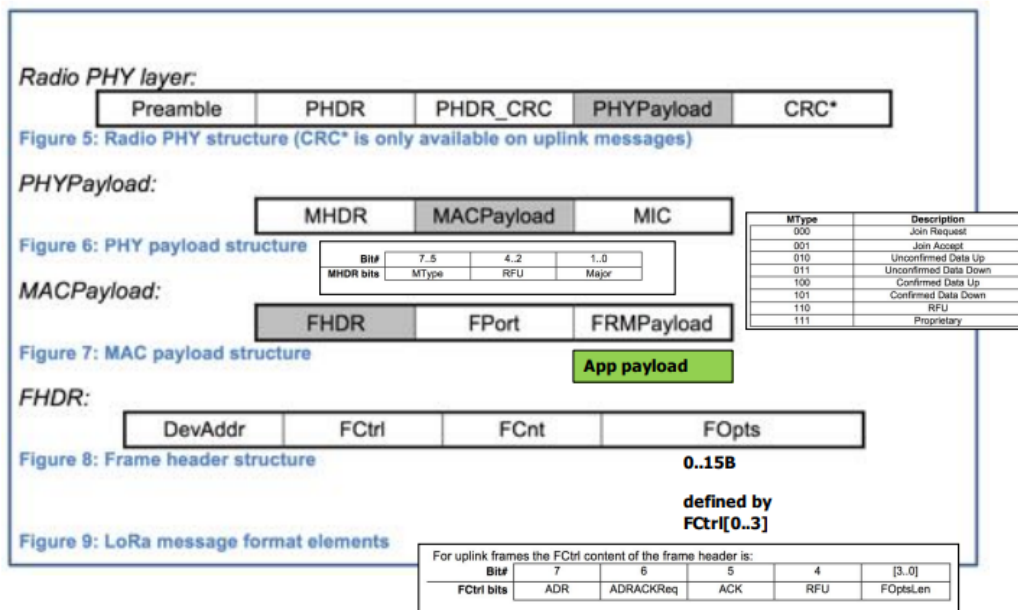 Radio PHY layer:
Preamble PHDR PHDR_CRC PHYPayload CRC*
Figure 5: Radio PHY structure (CRC* is only available on uplink messages)
PHYPayload:
MHDR MACPayload MIC
Figure 6: PHY payload structure
Bit# 7..5 4..2 1..0
MHDR bits MType RFU Major
MType Description
000 Join Request
001 Join Accept
010 Unconfirmed Data Up
011 Unconfirmed Data Down
100 Confirmed Data Up
101 Confirmed Data Down
110 RFU
111 Proprietary
MACPayload:
FHDR FPort FRMPayload
Figure 7: MAC payload structure
App payload
FHDR:
DevAddr FCtrl FCnt FOpts
Figure 8: Frame header structure
0..15B
defined by
FCtrl[0..3]
Figure 9: LoRa message format elements
For uplink frames the FCtrl content of the frame header is:
Bit# 7 6 5 4 [3..0]
FCtrl bits ADR ADRACKReq ACK RFU FOptsLen